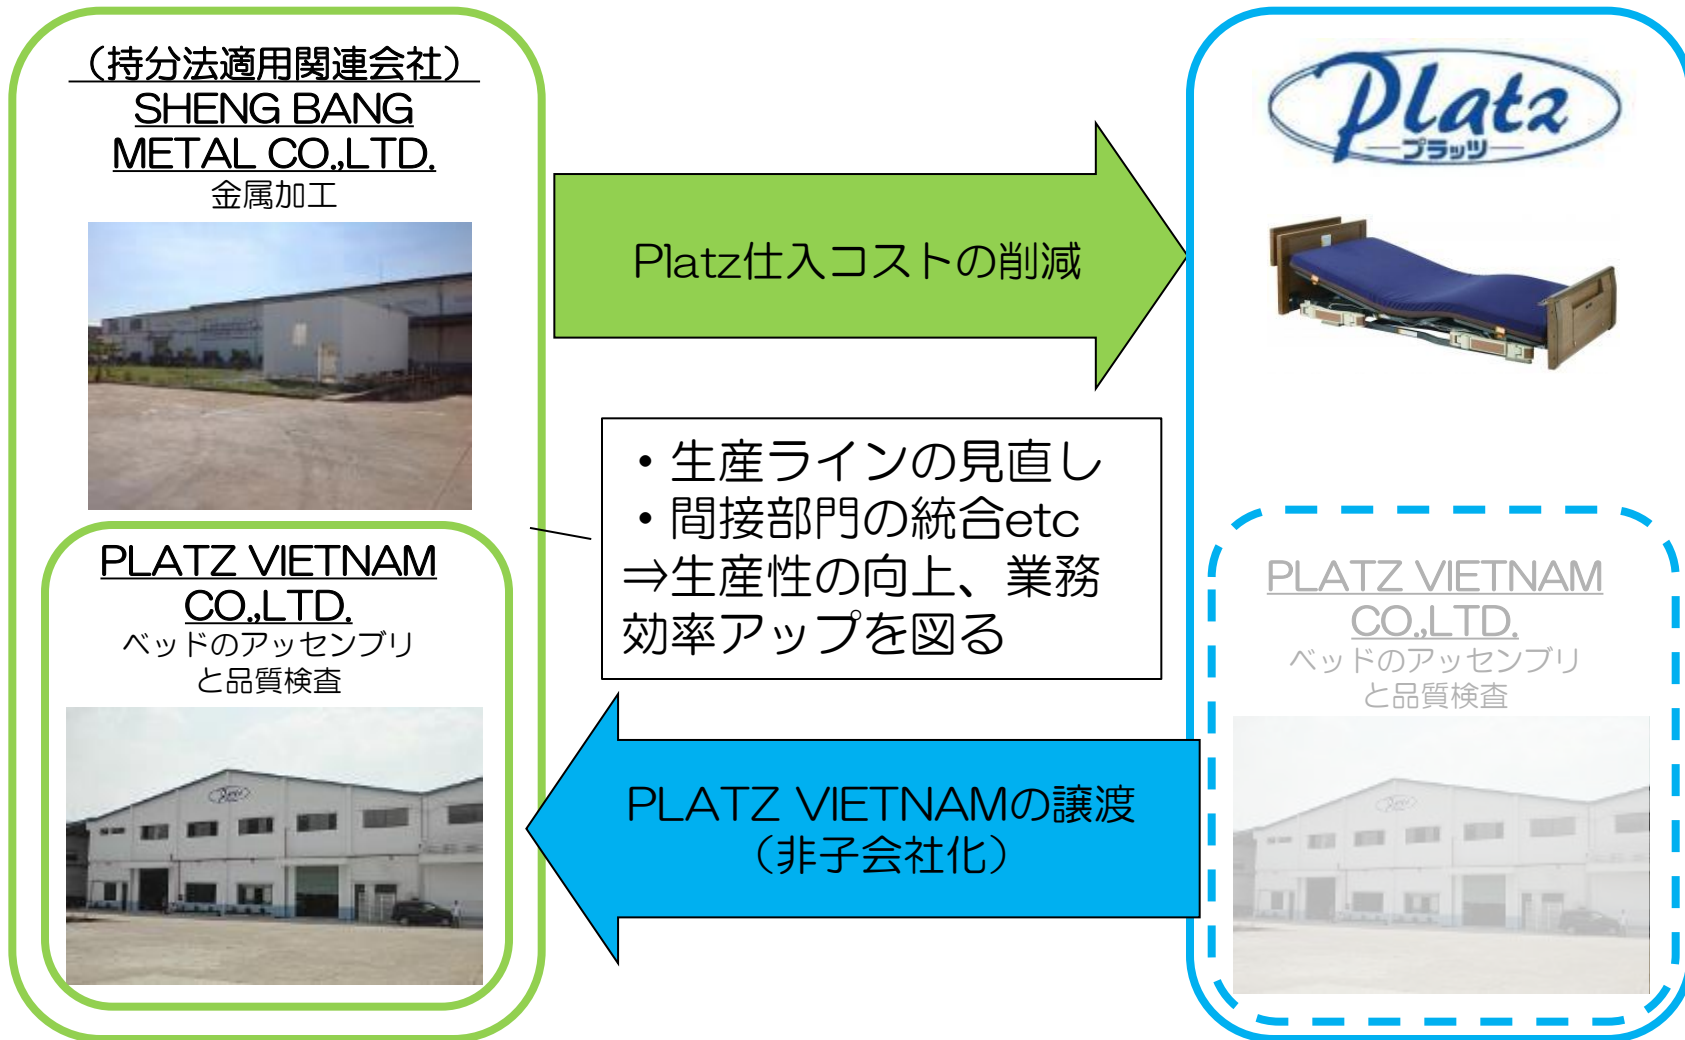 （持分法適用関連会社）
SHENG BANG
METAL CO.,LTD.
金属加工
PLATZ VIETNAM
CO.,LTD.
ベッドのアッセンブリ
と品質検査
Platz仕入コストの削減
・生産ラインの見直し
・間接部門の統合etc
⇒生産性の向上、業務
効率アップを図る
PLATZ VIETNAMの譲渡
（非子会社化）
Platz
プラッツ
PLATZ VIETNAM
CO.,LTD.
ベッドのアッセンブリ
と品質検査